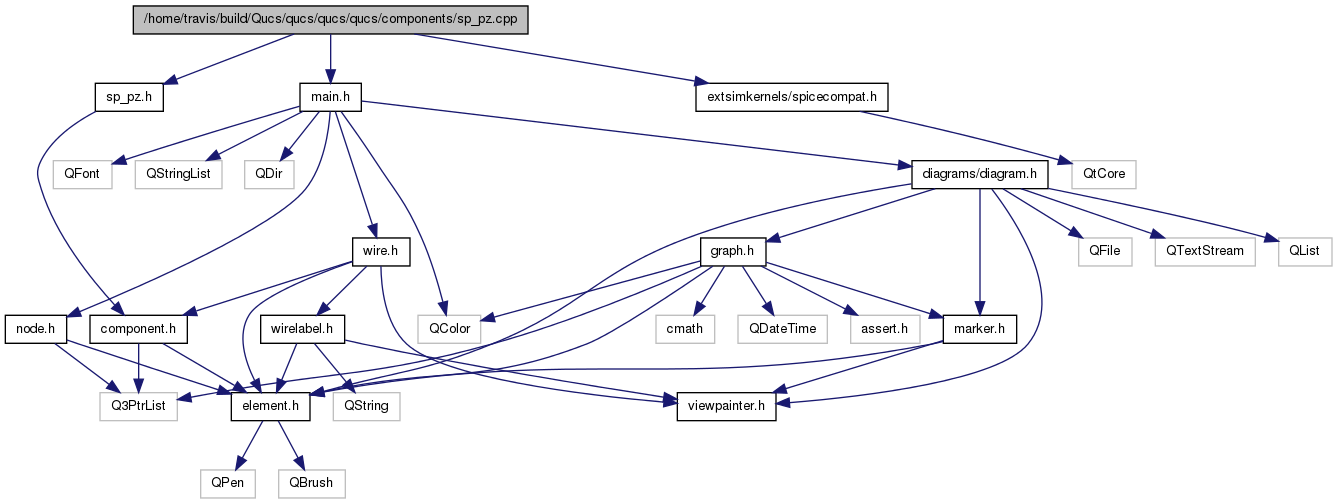 /home/travis/build/Qucs/qucs/qucs/qucs/components/sp_pz.cpp
sp_pz.h
main.h
extsimkernels/spicecompat.h
QFont
QStringList
QDir
diagrams/diagram.h
QtCore
wire.h
graph.h
QFile
QTextStream
QList
node.h
component.h
wirelabel.h
QColor
cmath
QDateTime
assert.h
marker.h
Q3PtrList
element.h
QString
viewpainter.h
QPen
QBrush